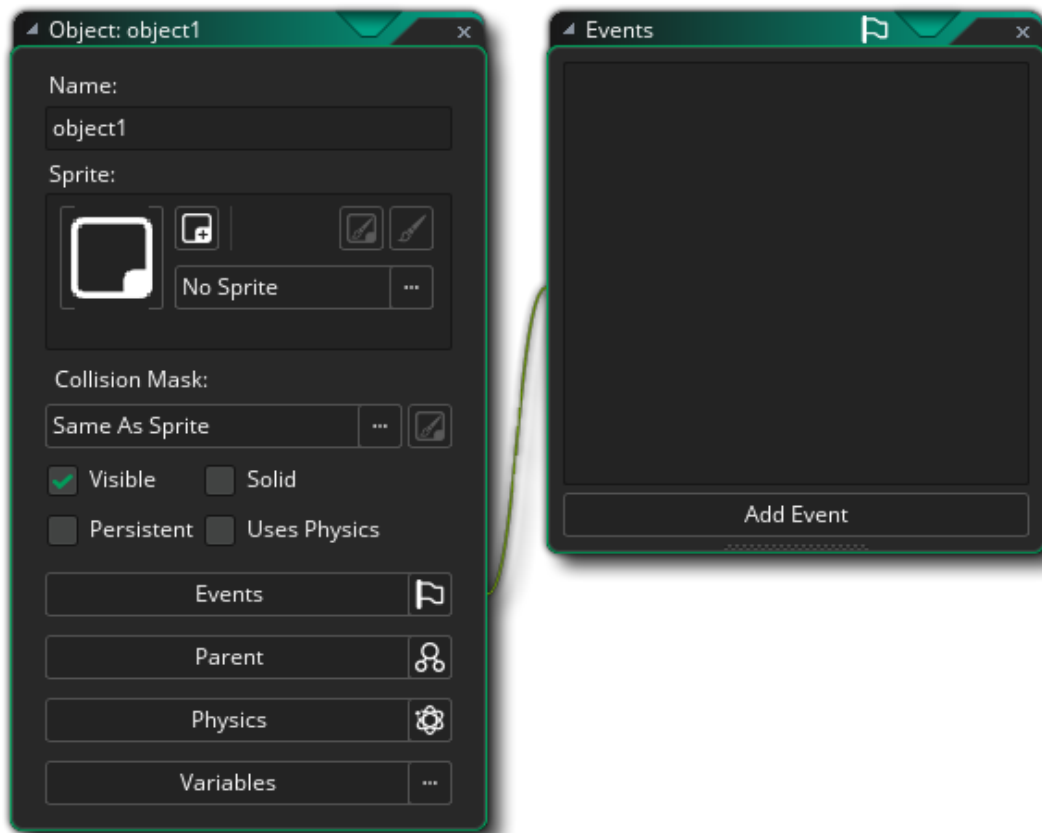 Object: object1
Name:
object1
Sprite:
No Sprite
Collision Mask:
Same As Sprite
Visible Solid
Persistent Uses Physics
Events
Parent
Physics
Variables
Events
Add Event